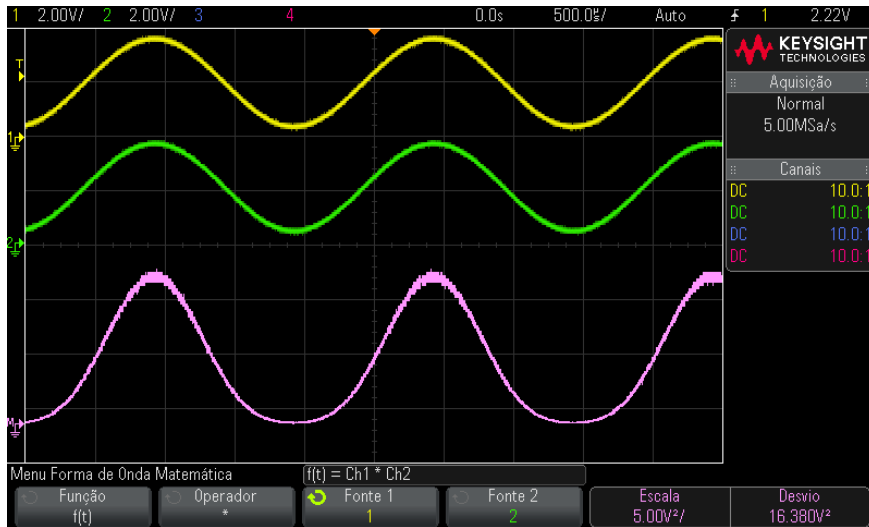 1 2.00V/ 2 2.00V/ 3 4 0.0s 500.0µs/ Auto 1 2.22V
KEYSIGHT
TECHNOLOGIES
Aquisição
Normal
5.00MSa/s
Canais
DC 10.0:1
DC 10.0:1
DC 10.0:1
DC 10.0:1
T
1
2
M
Menu Forma de Onda Matemática f(t) = Ch1 * Ch2
Função Operador Fonte 1 Fonte 2 Escala Desvio
f(t) * 1 2 5.00V²/ 16.380V²